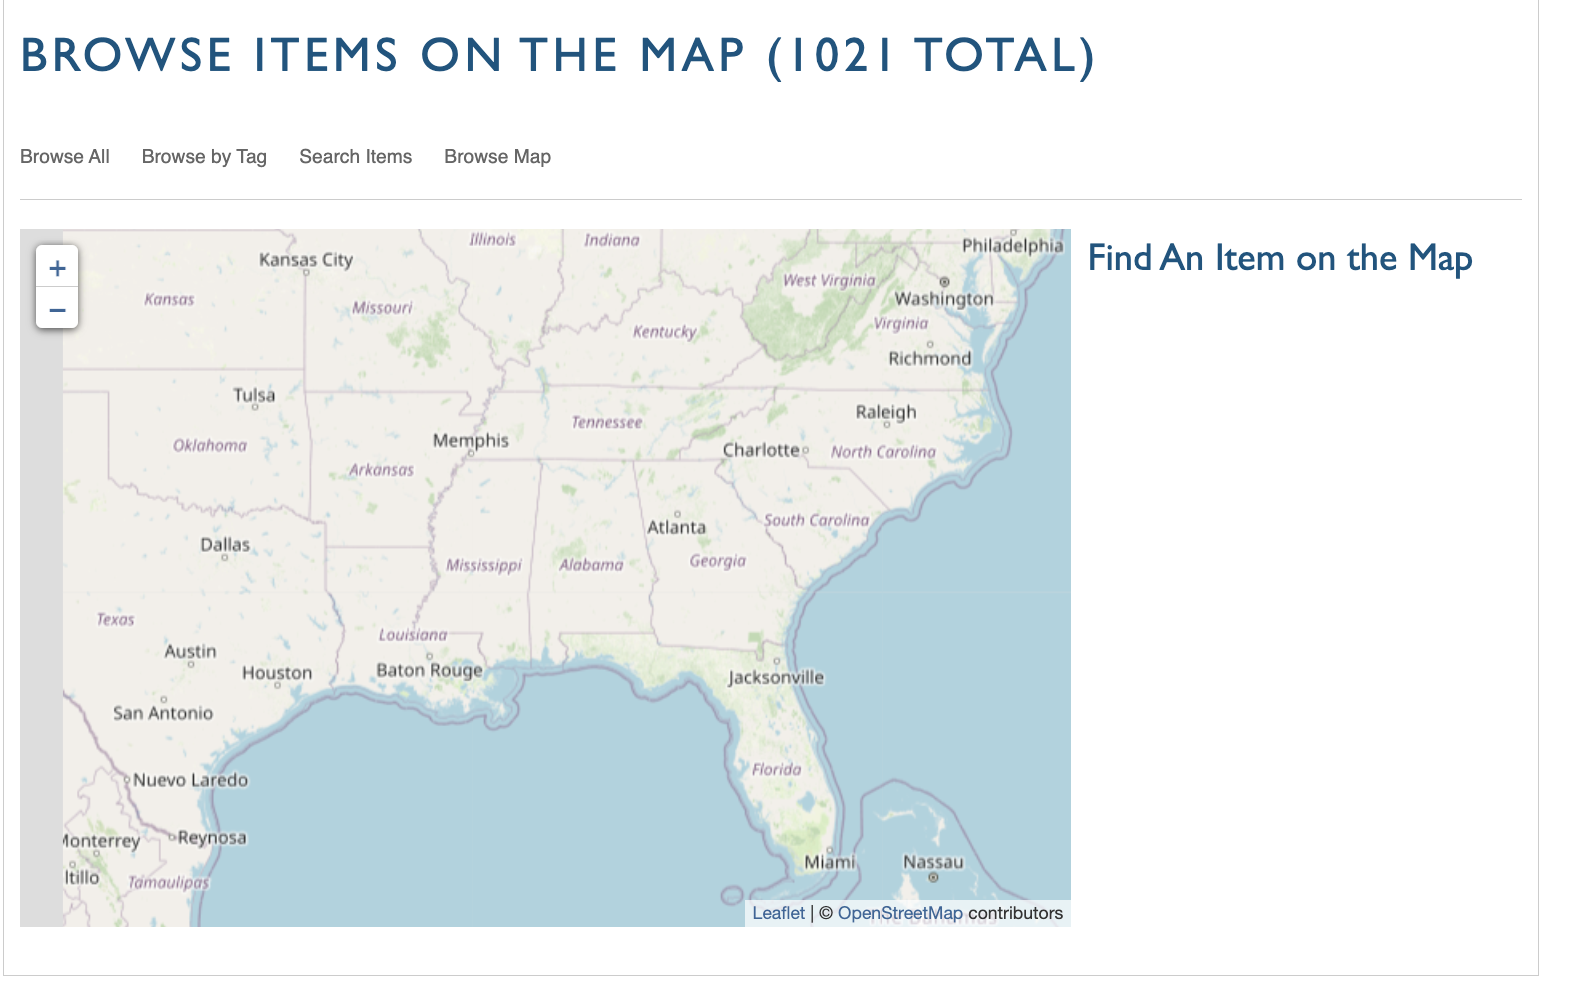 BROWSE ITEMS ON THE MAP (1021 TOTAL)
Browse All Browse by Tag Search Items Browse Map
Find An Item on the Map
+
−
Illinois
Indiana
Philadelphia
Kansas City
West Virginia
Washington
Kansas
Missouri
Kentucky
Virginia
Richmond
Tulsa
Raleigh
Tennessee
Memphis
Oklahoma
Charlotte
North Carolina
Arkansas
Atlanta
South Carolina
Dallas
Mississippi
Alabama
Georgia
Texas
Louisiana
Austin
Houston
Baton Rouge
Jacksonville
San Antonio
Florida
Nuevo Laredo
Monterrey
Reynosa
Miami
Nassau
ltillo
Tamaulipas
Leaflet | © OpenStreetMap contributors